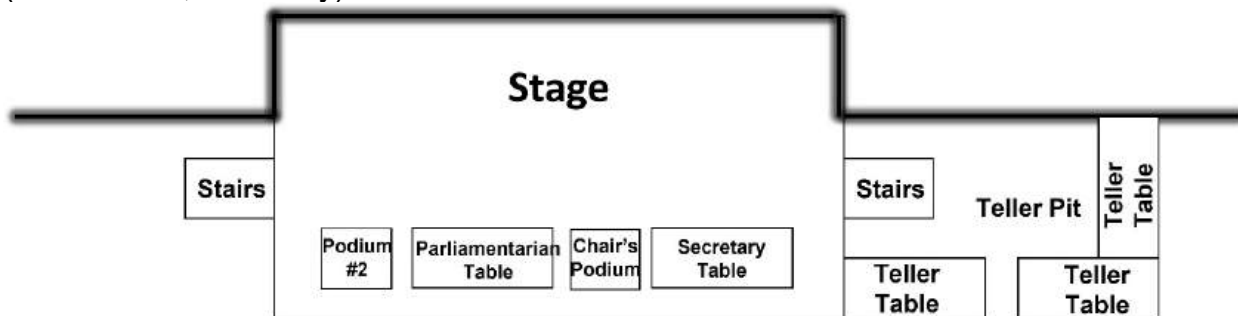 Stage
Stairs
Stairs
Teller Pit
Teller
Table
Podium
#2
Parliamentarian
Table
Chair's
Podium
Secretary
Table
Teller
Table
Teller
Table